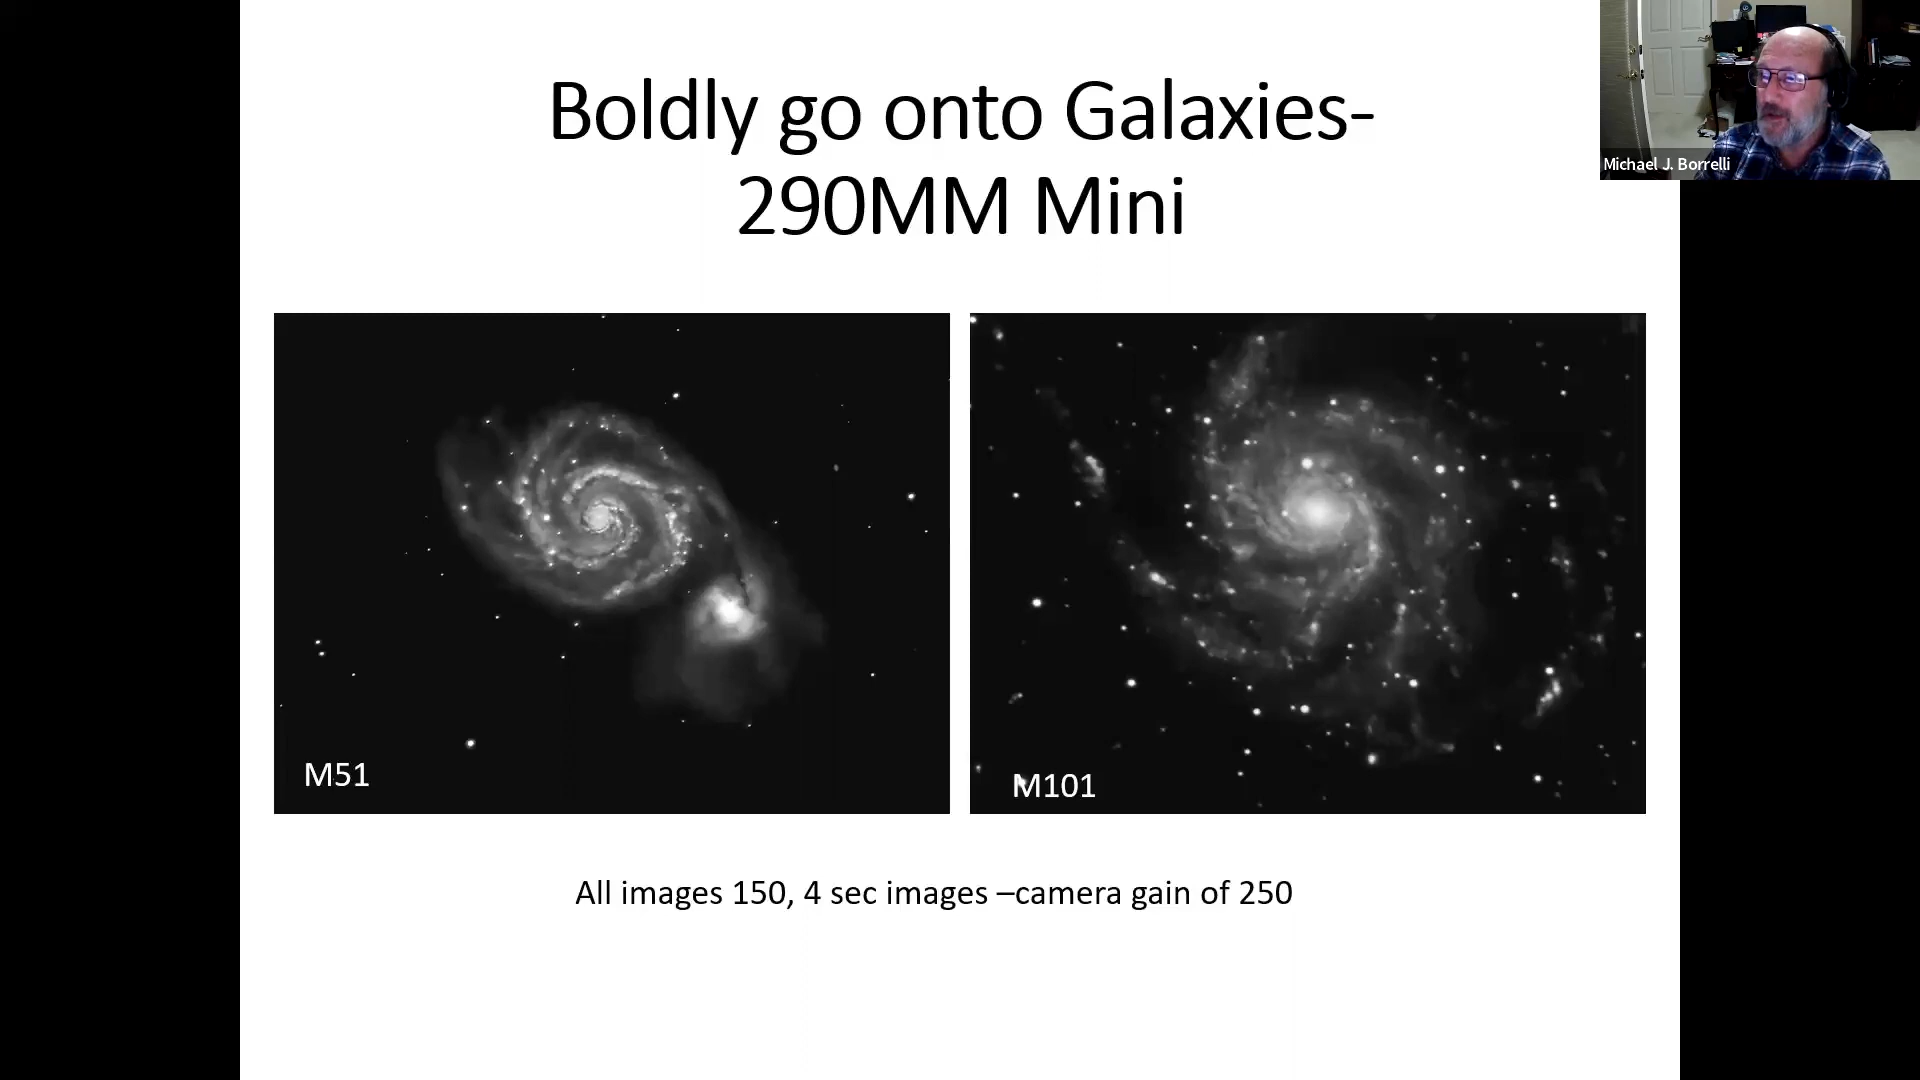 Boldly go onto Galaxies-
290MM Mini
Michael J. Borrelli
M51
M101
All images 150, 4 sec images –camera gain of 250